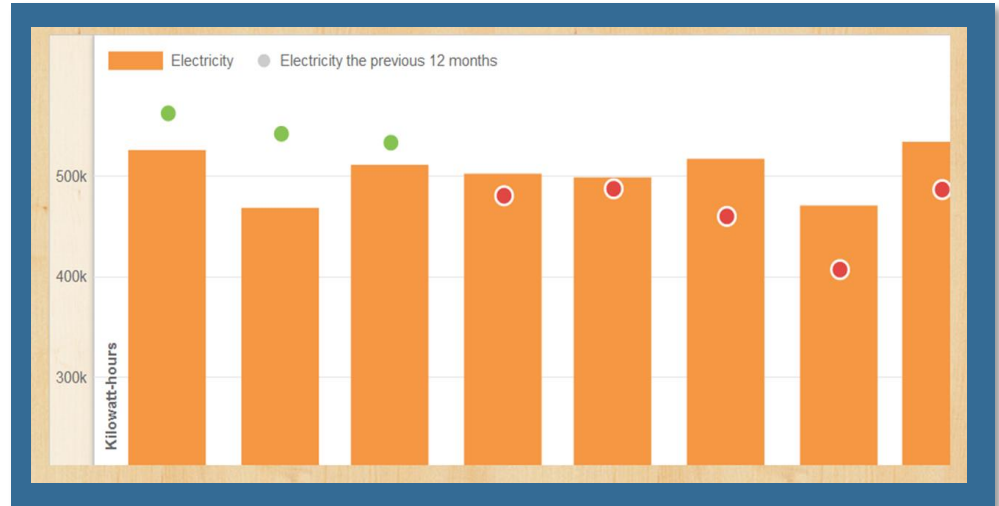 Electricity
Electricity the previous 12 months
500k
400k
300k
Kilowatt-hours